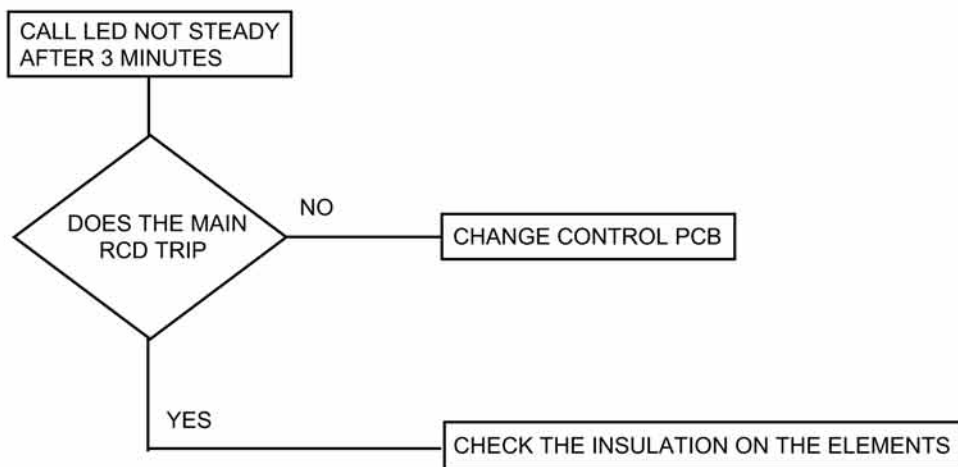 CALL LED NOT STEADY
AFTER 3 MINUTES
DOES THE MAIN
RCD TRIP
NO
CHANGE CONTROL PCB
YES
CHECK THE INSULATION ON THE ELEMENTS